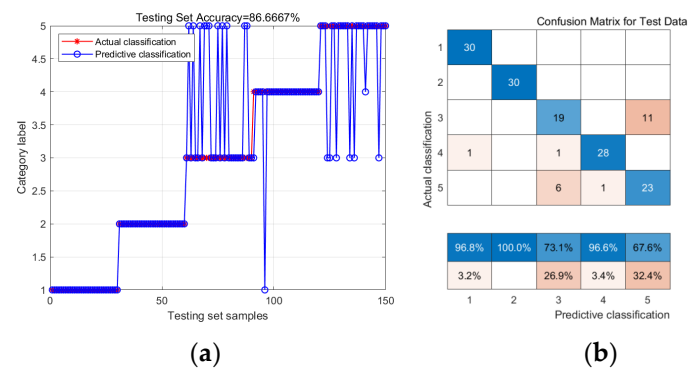 Testing Set Accuracy=86.6667%
Actual classification
Predictive classification
5
4.5
4
3.5
3
2.5
2
1.5
1
Category label
0 50 100 150
Testing set samples
(a)
Confusion Matrix for Test Data
1 30
2 30
3 19 11
4 1 1 28
5 6 1 23
Actual classification
96.8% 100.0% 73.1% 96.6% 67.6%
3.2% 26.9% 3.4% 32.4%
1 2 3 4 5
Predictive classification
(b)